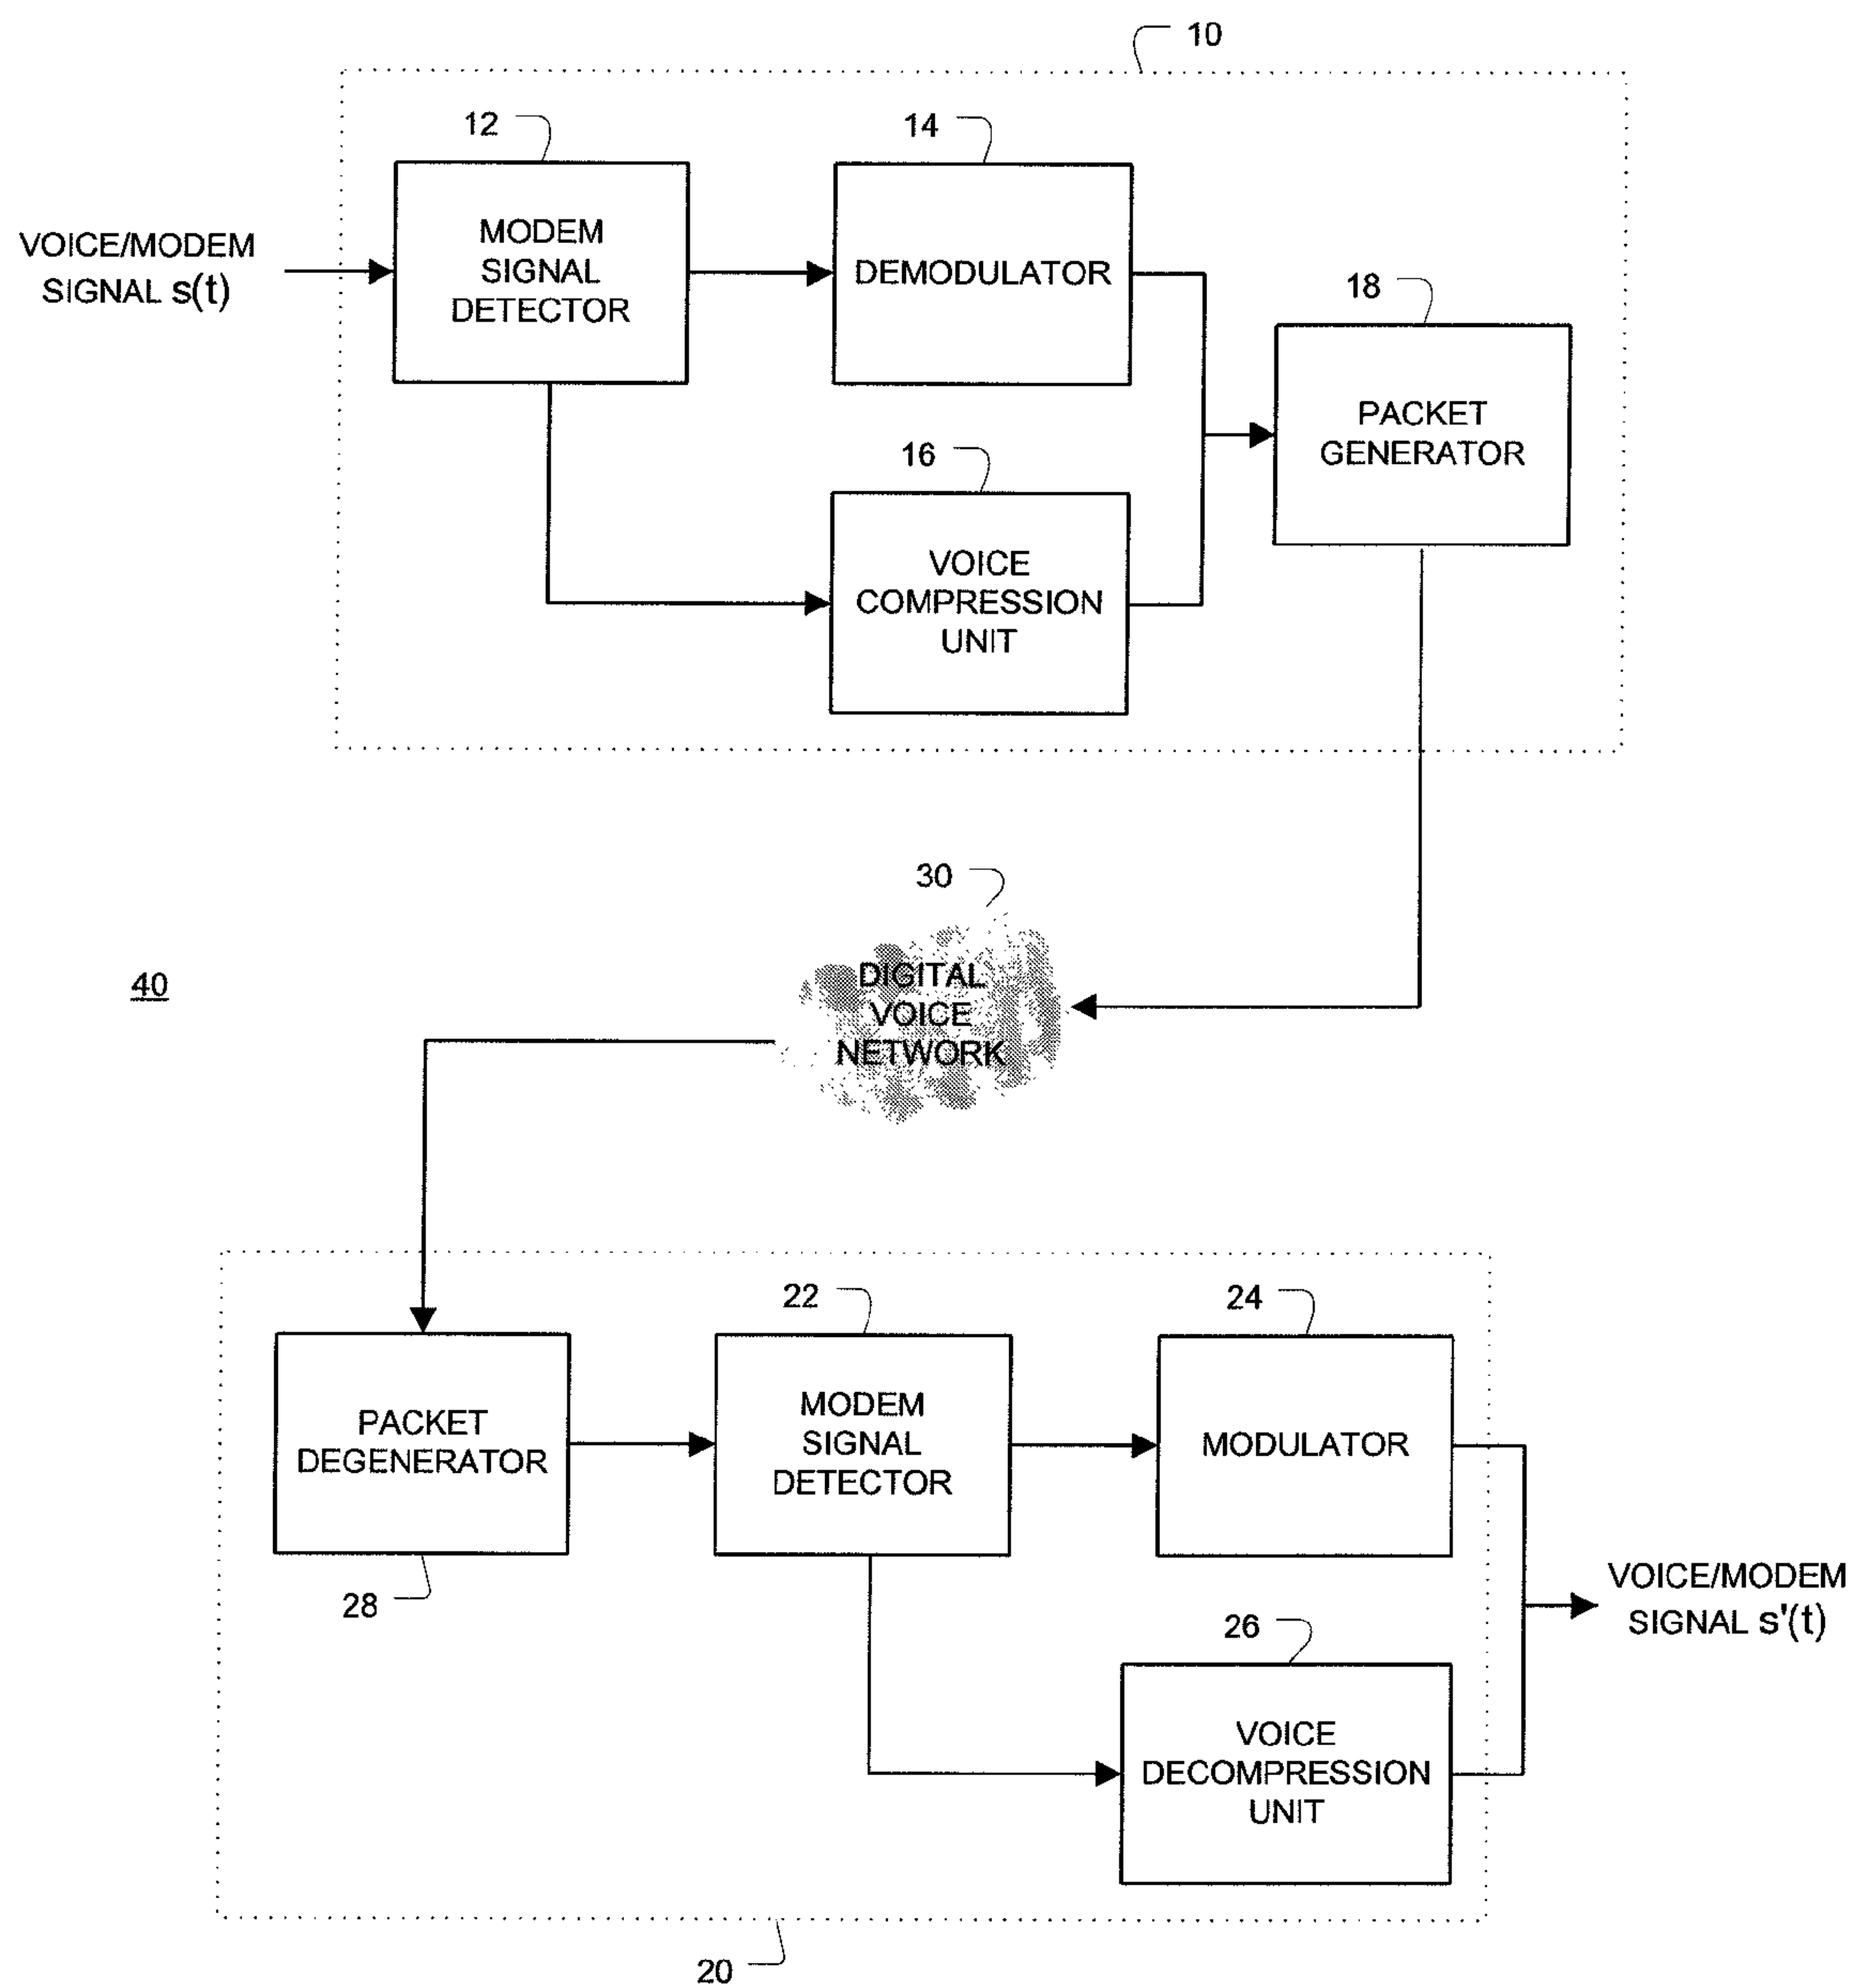 10
12
14
VOICE/MODEM
SIGNAL s(t)
MODEM
SIGNAL
DETECTOR
DEMODULATOR
18
PACKET
GENERATOR
16
VOICE
COMPRESSION
UNIT
30
DIGITAL
VOICE
NETWORK
40
22
24
PACKET
DEGENERATOR
28
MODEM
SIGNAL
DETECTOR
MODULATOR
26
VOICE
DECOMPRESSION
UNIT
VOICE/MODEM
SIGNAL s'(t)
20